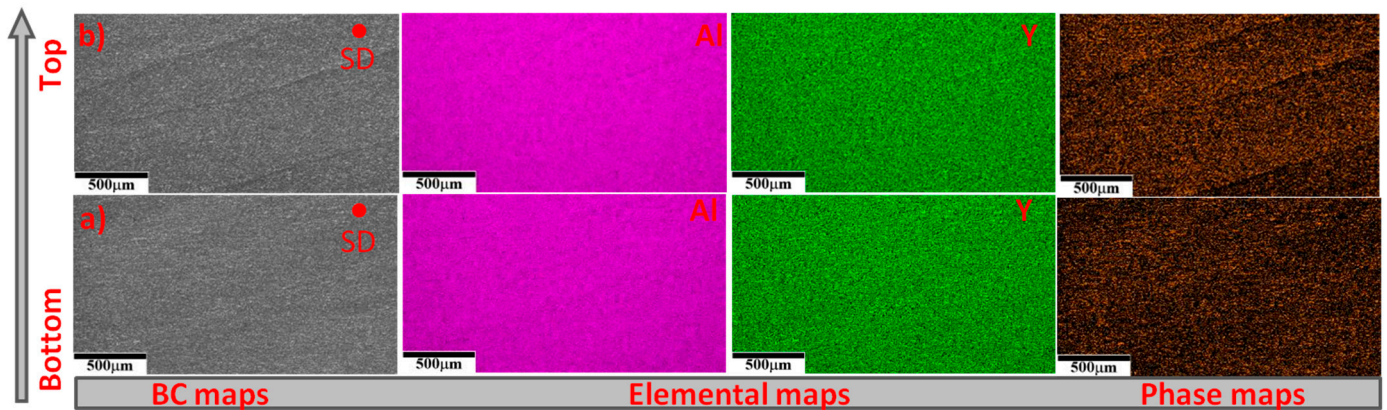 Top
b)
SD
Al
Y
500μm
500μm
500μm
500μm
Bottom
a)
SD
Al
Y
500μm
500μm
500μm
500μm
BC maps
Elemental maps
Phase maps